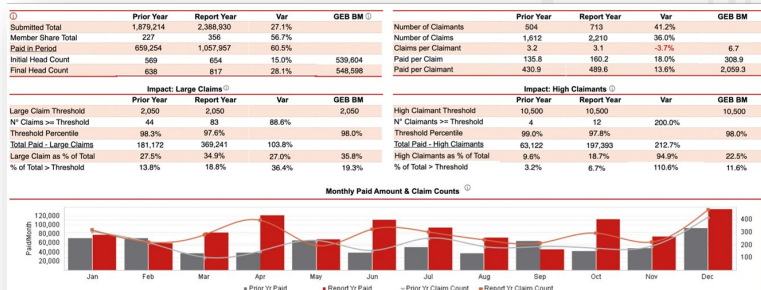 Prior Year Report Year Var GEB BM
Submitted Total 1,879,214 2,388,930 27.1%
Member Share Total 227 356 56.7%
Paid in Period 659,254 1,057,957 60.5%
Initial Head Count 569 654 15.0% 539,604
Final Head Count 638 817 28.1% 548,598
Prior Year Report Year Var GEB BM
Number of Claimants 504 713 41.2%
Number of Claims 1,612 2,210 36.0%
Claims per Claimant 3.2 3.1 -3.7% 6.7
Paid per Claim 135.8 160.2 18.0% 308.9
Paid per Claimant 430.9 489.6 13.6% 2,059.3
Impact: Large Claims
Prior Year Report Year Var GEB BM
Large Claim Threshold 2,050 2,050 2,050
N° Claims >= Threshold 44 83 88.6%
Threshold Percentile 98.3% 97.6% 98.0%
Total Paid - Large Claims 181,172 369,241 103.8%
Large Claim as % of Total 27.5% 34.9% 27.0% 35.8%
% of Total > Threshold 13.8% 18.8% 36.4% 19.3%
Impact: High Claimants
Prior Year Report Year Var GEB BM
High Claimant Threshold 10,500 10,500 10,500
N° Claimants >= Threshold 4 12 200.0%
Threshold Percentile 99.0% 97.8% 98.0%
Total Paid - High Claimants 63,122 197,393 212.7%
High Claimants as % of Total 9.6% 18.7% 94.9% 22.5%
% of Total > Threshold 3.2% 6.7% 110.6% 11.6%
Monthly Paid Amount & Claim Counts
Paid/Month
120,000
100,000
80,000
60,000
40,000
20,000
400
300
200
100
Jan Feb Mar Apr May Jun Jul Aug Sep Oct Nov Dec
Prior Yr Paid Report Yr Paid Prior Yr Claim Count Report Yr Claim Count